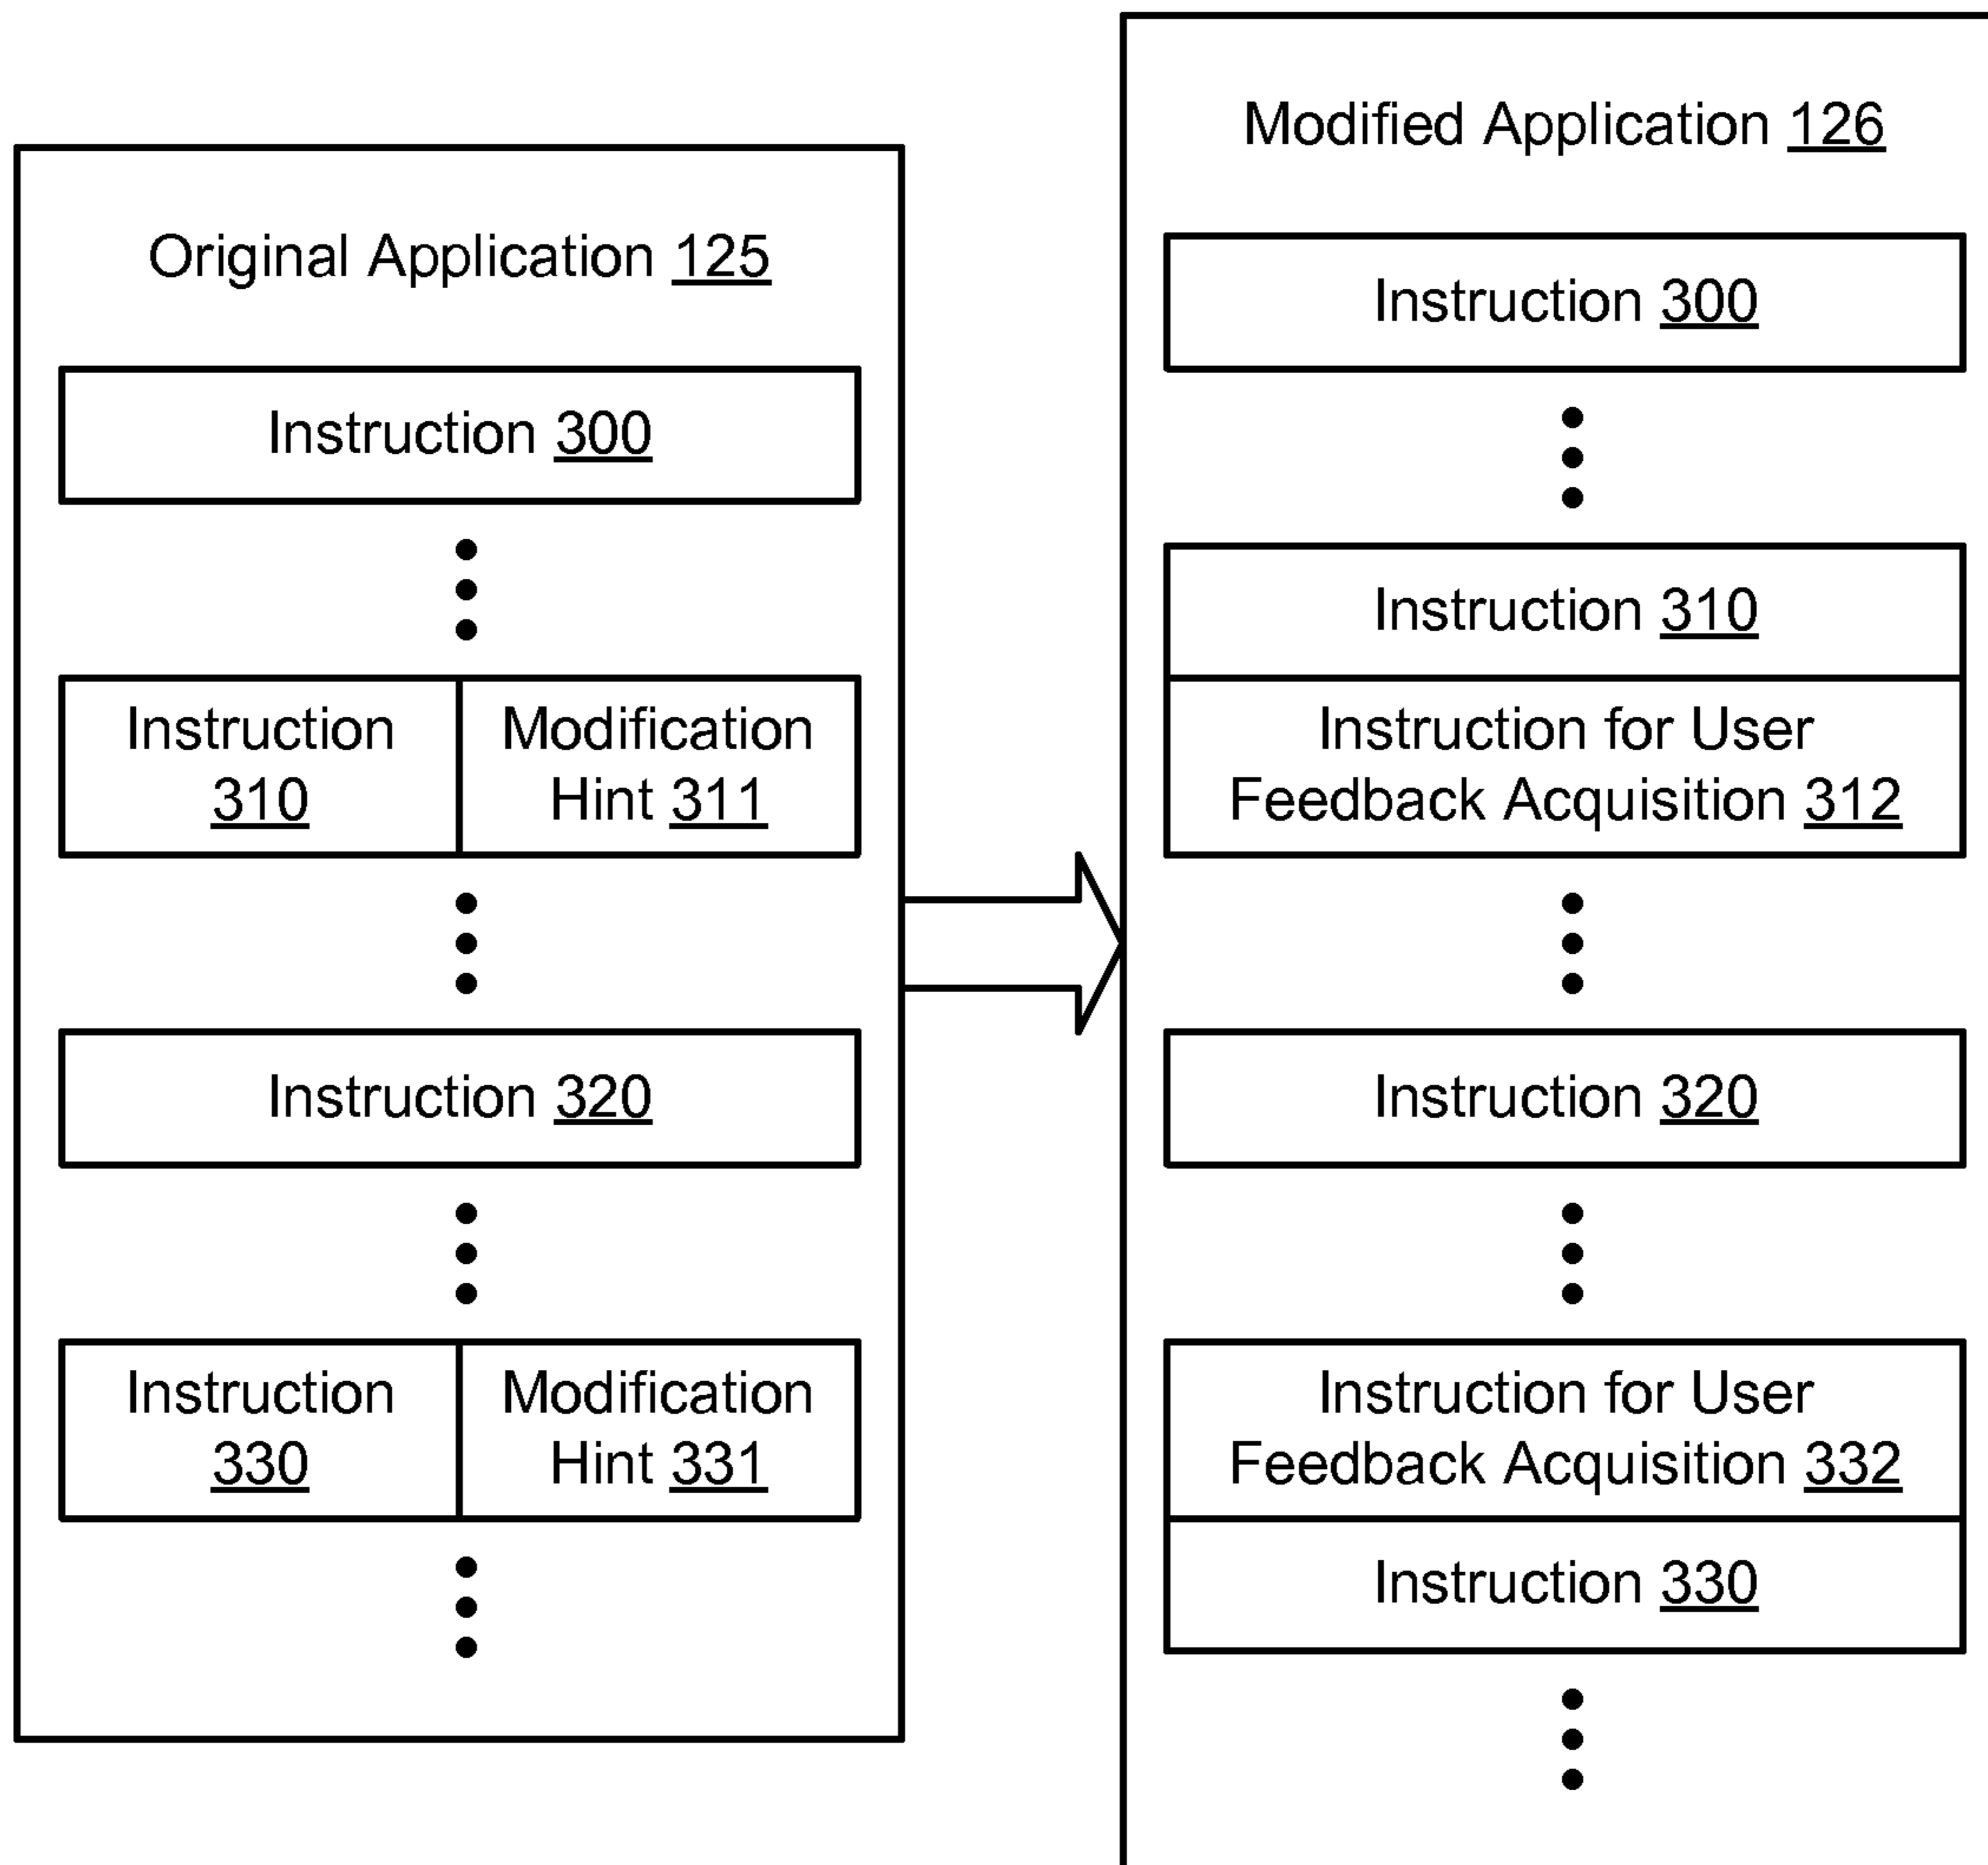 Original Application 125
Instruction 300
Instruction
310
Modification
Hint 311
Instruction 320
Instruction
330
Modification
Hint 331
Modified Application 126
Instruction 300
Instruction 310
Instruction for User
Feedback Acquisition 312
Instruction 320
Instruction for User
Feedback Acquisition 332
Instruction 330